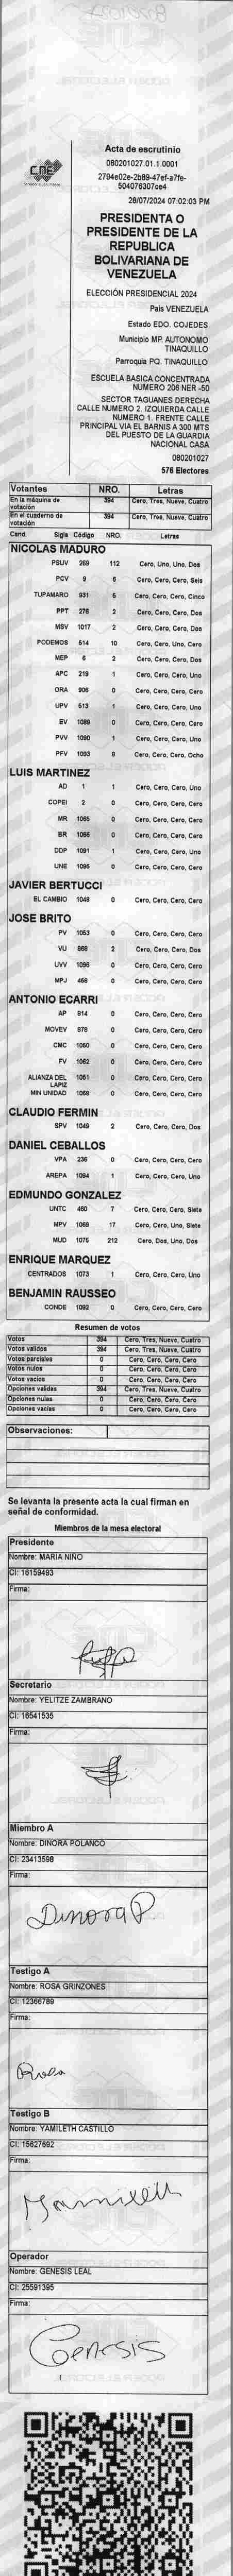 CNE
Acta de escrutinio
080201027.01.1.0001
2794e02e-2b89-47ef-a7fe-
504076307ce4
28/07/2024 07:02:03 PM
PRESIDENTA O
PRESIDENTE DE LA
REPUBLICA
BOLIVARIANA DE
VENEZUELA
ELECCIÓN PRESIDENCIAL 2024
Pais VENEZUELA
Estado EDO. COJEDES
Municipio MP. AUTONOMO
TINAQUILLO
Parroquia PQ. TINAQUILLO
ESCUELA BASICA CONCENTRADA
NUMERO 206 NER -50
SECTOR TAGUANES DERECHA
CALLE NUMERO 2. IZQUIERDA CALLE
NUMERO 1. FRENTE CALLE
PRINCIPAL VIA EL BARNIS A 300 MTS
DEL PUESTO DE LA GUARDIA
NACIONAL CASA
080201027
576 Electores
Votantes NRO. Letras
En la máquina de votación 394 Cero, Tres, Nueve, Cuatro
En el cuaderno de votación 394 Cero, Tres, Nueve, Cuatro
Cand. Sigla Código NRO. Letras
NICOLAS MADURO
PSUV 269 112 Cero, Uno, Uno, Dos
PCV 9 6 Cero, Cero, Cero, Seis
TUPAMARO 931 5 Cero, Cero, Cero, Cinco
PPT 276 2 Cero, Cero, Cero, Dos
MSV 1017 2 Cero, Cero, Cero, Dos
PODEMOS 514 10 Cero, Cero, Uno, Cero
MEP 6 2 Cero, Cero, Cero, Dos
APC 219 1 Cero, Cero, Cero, Uno
ORA 906 0 Cero, Cero, Cero, Cero
UPV 513 1 Cero, Cero, Cero, Uno
EV 1089 0 Cero, Cero, Cero, Cero
PVV 1090 1 Cero, Cero, Cero, Uno
PFV 1093 8 Cero, Cero, Cero, Ocho
LUIS MARTINEZ
AD 1 1 Cero, Cero, Cero, Uno
COPEI 2 0 Cero, Cero, Cero, Cero
MR 1065 0 Cero, Cero, Cero, Cero
BR 1066 0 Cero, Cero, Cero, Cero
DDP 1091 1 Cero, Cero, Cero, Uno
UNE 1095 0 Cero, Cero, Cero, Cero
JAVIER BERTUCCI
EL CAMBIO 1048 0 Cero, Cero, Cero, Cero
JOSE BRITO
PV 1053 0 Cero, Cero, Cero, Cero
VU 868 2 Cero, Cero, Cero, Dos
UVV 1096 0 Cero, Cero, Cero, Cero
MPJ 468 0 Cero, Cero, Cero, Cero
ANTONIO ECARRI
AP 814 0 Cero, Cero, Cero, Cero
MOVEV 878 0 Cero, Cero, Cero, Cero
CMC 1050 0 Cero, Cero, Cero, Cero
FV 1062 0 Cero, Cero, Cero, Cero
ALIANZA DEL LAPIZ 1051 0 Cero, Cero, Cero, Cero
MIN UNIDAD 1058 0 Cero, Cero, Cero, Cero
CLAUDIO FERMIN
SPV 1049 2 Cero, Cero, Cero, Dos
DANIEL CEBALLOS
VPA 236 0 Cero, Cero, Cero, Cero
AREPA 1094 1 Cero, Cero, Cero, Uno
EDMUNDO GONZALEZ
UNTC 460 7 Cero, Cero, Cero, Siete
MPV 1069 17 Cero, Cero, Uno, Siete
MUD 1075 212 Cero, Dos, Uno, Dos
ENRIQUE MARQUEZ
CENTRADOS 1073 1 Cero, Cero, Cero, Uno
BENJAMIN RAUSSEO
CONDE 1092 0 Cero, Cero, Cero, Cero
Resumen de votos
Votos 394 Cero, Tres, Nueve, Cuatro
Votos validos 394 Cero, Tres, Nueve, Cuatro
Votos parciales 0 Cero, Cero, Cero, Cero
Votos nulos 0 Cero, Cero, Cero, Cero
Votos vacios 0 Cero, Cero, Cero, Cero
Opciones validas 394 Cero, Tres, Nueve, Cuatro
Opciones nulas 0 Cero, Cero, Cero, Cero
Opciones vacias 0 Cero, Cero, Cero, Cero
Observaciones:
Se levanta la presente acta la cual firman en
señal de conformidad.
Miembros de la mesa electoral
Presidente
Nombre: MARIA NINO
CI: 16159493
Firma:
Secretario
Nombre: YELITZE ZAMBRANO
CI: 16541535
Firma:
Miembro A
Nombre: DINORA POLANCO
CI: 23413598
Firma:
Dinora P
Testigo A
Nombre: ROSA GRINZONES
CI: 12366789
Firma:
Rosa
Testigo B
Nombre: YAMILETH CASTILLO
CI: 15627692
Firma:
Yamileth
Operador
Nombre: GENESIS LEAL
CI: 25591395
Firma:
Genesis